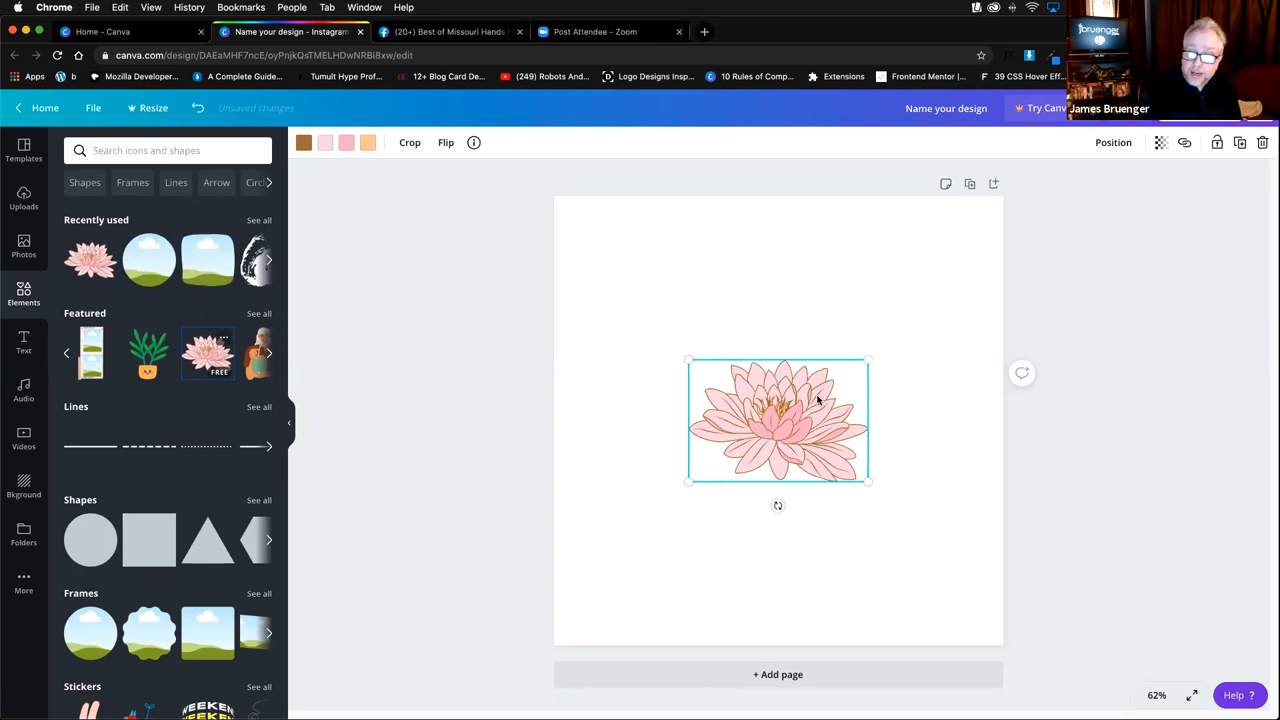 Chrome File Edit View History Bookmarks People Tab Window Help
Home - Canva
Name your design - Instagram
(20+) Best of Missouri Hands
Post Attendee - Zoom
canva.com/design/DAEaMHF7ncE/oyPnjkQsTMLEHDwNRBi8xw/edit
Apps b Mozilla Developer... A Complete Guide... Tumult Hype Prof... 12+ Blog Card De... (249) Robots And... Logo Designs Insp... 10 Rules of Comp... Extensions Frontend Mentor | ... 39 CSS Hover Eff...
James Bruenger
Home File Resize Unsaved changes Name your design Try Canv
Templates
Uploads
Photos
Elements
Text
Audio
Videos
Bkground
Folders
More
Search icons and shapes
Shapes Frames Lines Arrow Circ
Recently used See all
Featured See all
FREE
Lines See all
Shapes See all
Frames See all
Stickers See all
WEEKEN
Crop Flip Position
+ Add page
62% Help ?